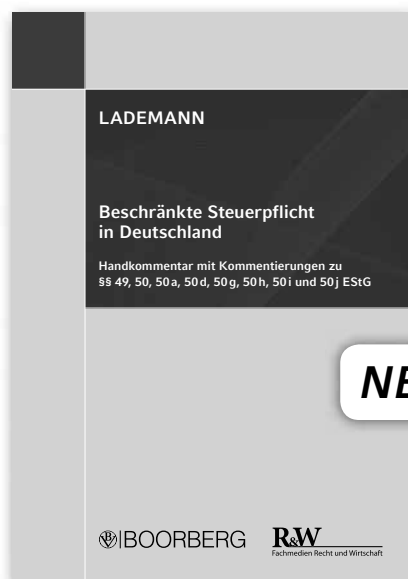 LADEMANN
Beschränkte Steuerpflicht
in Deutschland
Handkommentar mit Kommentierungen zu
§§ 49, 50, 50a, 50d, 50g, 50h, 50i und 50j EStG
BOORBERG
R&W
Fachmedien Recht und Wirtschaft